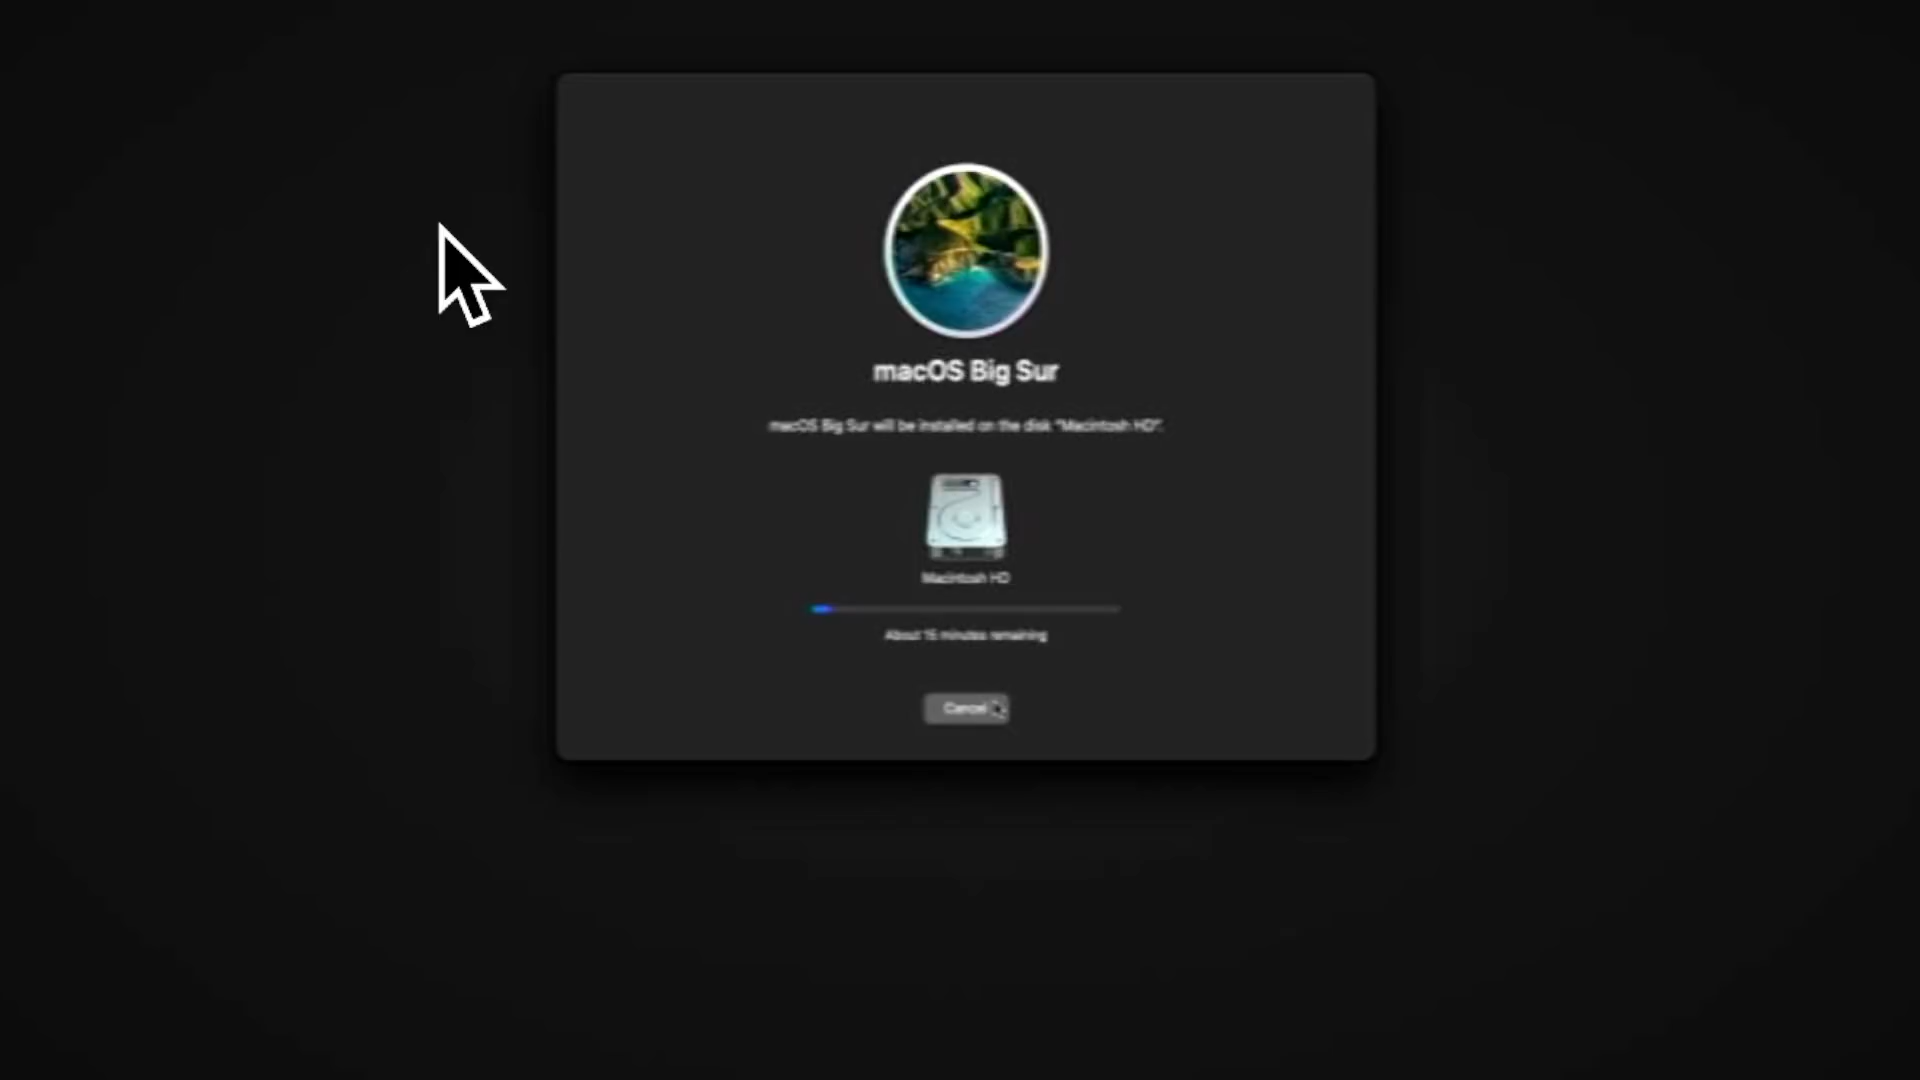 macOS Big Sur
macOS Big Sur will be installed on the disk "Macintosh HD".
Macintosh HD
About 15 minutes remaining
Cancel